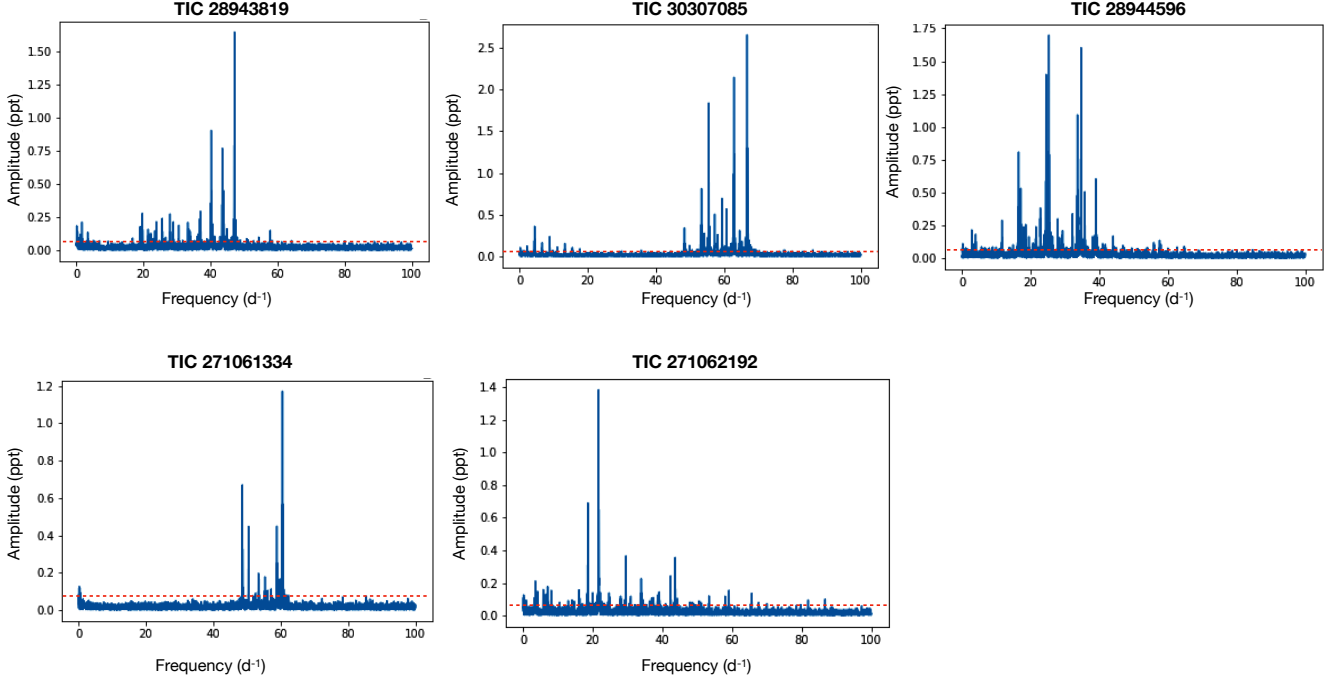 TIC 28943819
Amplitude (ppt)
1.50
1.25
1.00
0.75
0.50
0.25
0.00
0 20 40 60 80 100
Frequency (d-1)
TIC 30307085
Amplitude (ppt)
2.5
2.0
1.5
1.0
0.5
0.0
0 20 40 60 80 100
Frequency (d-1)
TIC 28944596
Amplitude (ppt)
1.75
1.50
1.25
1.00
0.75
0.50
0.25
0.00
0 20 40 60 80 100
Frequency (d-1)
TIC 271061334
Amplitude (ppt)
1.2
1.0
0.8
0.6
0.4
0.2
0.0
0 20 40 60 80 100
Frequency (d-1)
TIC 271062192
Amplitude (ppt)
1.4
1.2
1.0
0.8
0.6
0.4
0.2
0.0
0 20 40 60 80 100
Frequency (d-1)